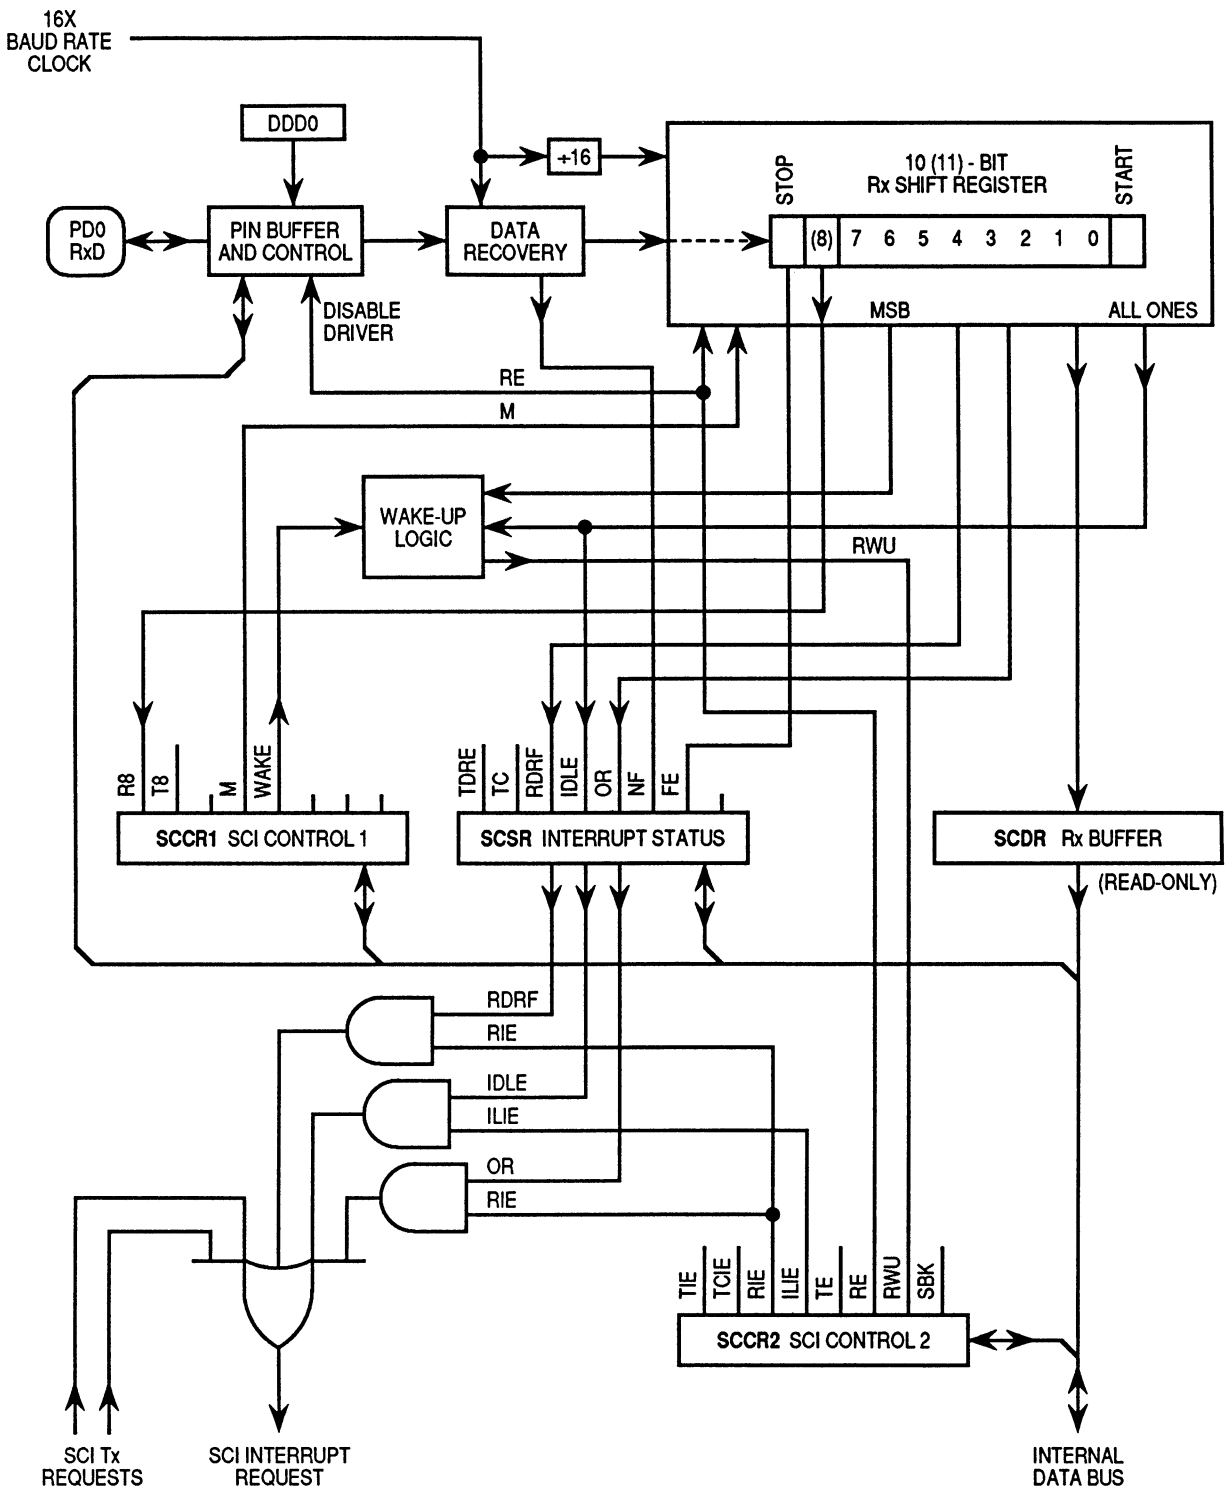 16X
BAUD RATE
CLOCK
DDD0
÷16
10 (11) - BIT
Rx SHIFT REGISTER
STOP
START
(8) 7 6 5 4 3 2 1 0
PD0
RxD
PIN BUFFER
AND CONTROL
DATA
RECOVERY
DISABLE
DRIVER
MSB
ALL ONES
RE
M
WAKE-UP
LOGIC
RWU
R8
T8
M
WAKE
TDRE
TC
RDRF
IDLE
OR
NF
FE
SCCR1 SCI CONTROL 1
SCSR INTERRUPT STATUS
SCDR Rx BUFFER
(READ-ONLY)
RDRF
RIE
IDLE
ILIE
OR
RIE
TIE
TCIE
RIE
ILIE
TE
RE
RWU
SBK
SCCR2 SCI CONTROL 2
SCI Tx
REQUESTS
SCI INTERRUPT
REQUEST
INTERNAL
DATA BUS